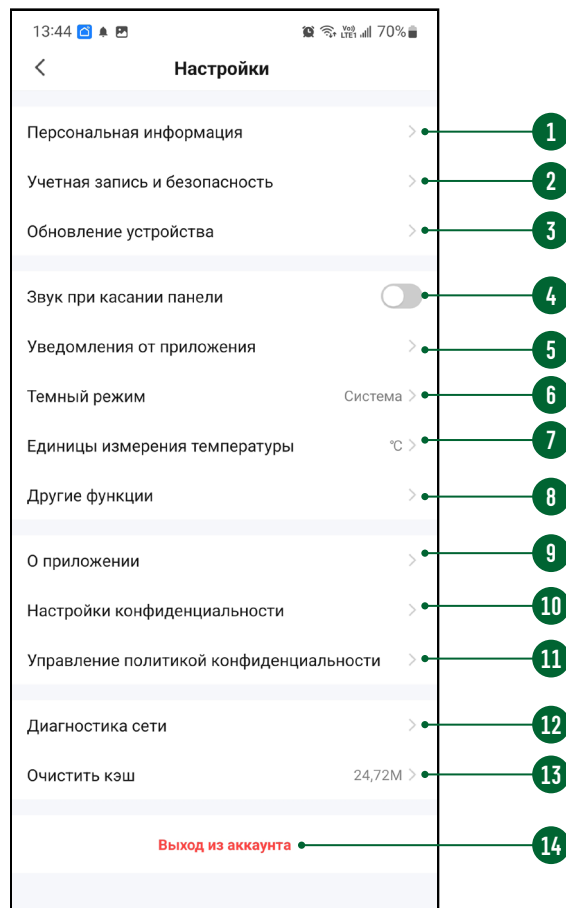 13:44 Vo)) LTE1 70%
Настройки
Персональная информация 1
Учетная запись и безопасность 2
Обновление устройства 3
Звук при касании панели 4
Уведомления от приложения 5
Темный режим Система 6
Единицы измерения температуры °C 7
Другие функции 8
О приложении 9
Настройки конфиденциальности 10
Управление политикой конфиденциальности 11
Диагностика сети 12
Очистить кэш 24,72M 13
Выход из аккаунта 14